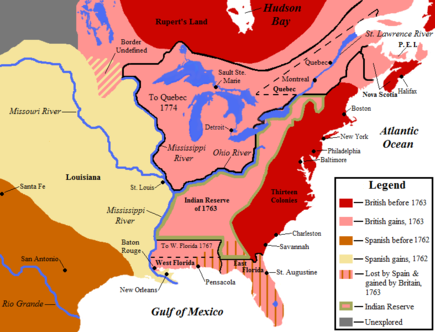 Hudson
Bay
Rupert's Land
St. Lawrence River
Border
Undefined
Quebec
P. E. I.
Sault Ste.
Marie
Montreal
Nova Scotia
Halifax
Missouri River
To Quebec
1774
Quebec
Boston
Detroit
New York
Atlantic
Ocean
Mississippi
River
Ohio River
Philadelphia
Baltimore
Santa Fe
Louisiana
St. Louis
Indian Reserve
of 1763
Thirteen
Colonies
Mississippi
River
Charleston
Savannah
Baton
Rouge
To W. Florida 1767
San Antonio
West Florida
East
Florida
St. Augustine
New Orleans
Pensacola
Rio Grande
Gulf of Mexico
Legend
British before 1763
British gains, 1763
Spanish before 1762
Spanish gains, 1762
Lost by Spain &
gained by Britain,
1763
Indian Reserve
Unexplored